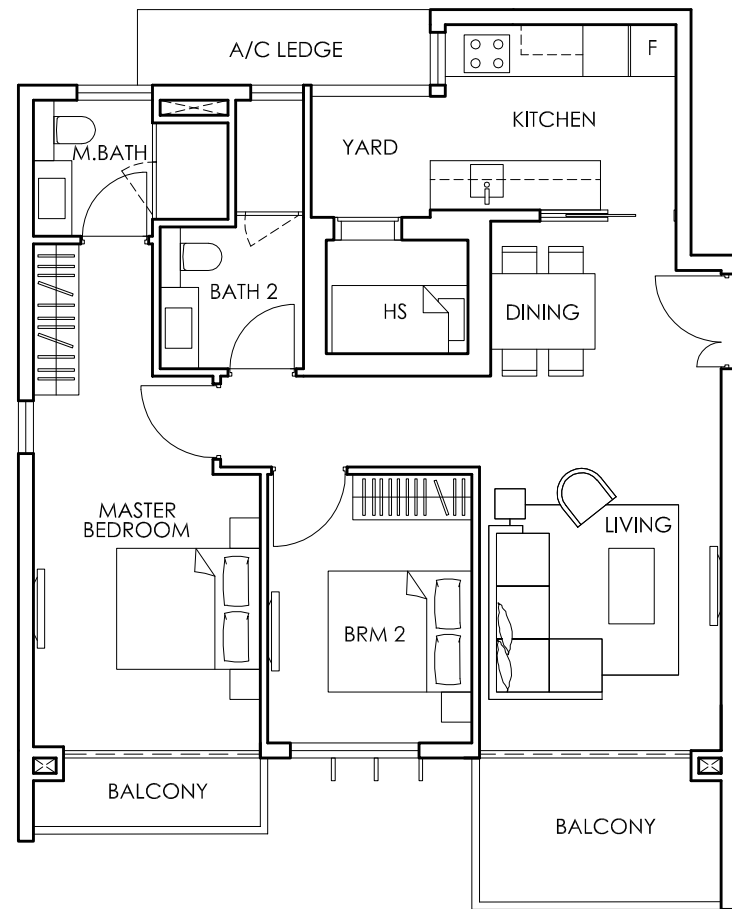 A/C LEDGE
F
KITCHEN
YARD
M.BATH
BATH 2
HS
DINING
MASTER
BEDROOM
LIVING
BRM 2
BALCONY
BALCONY